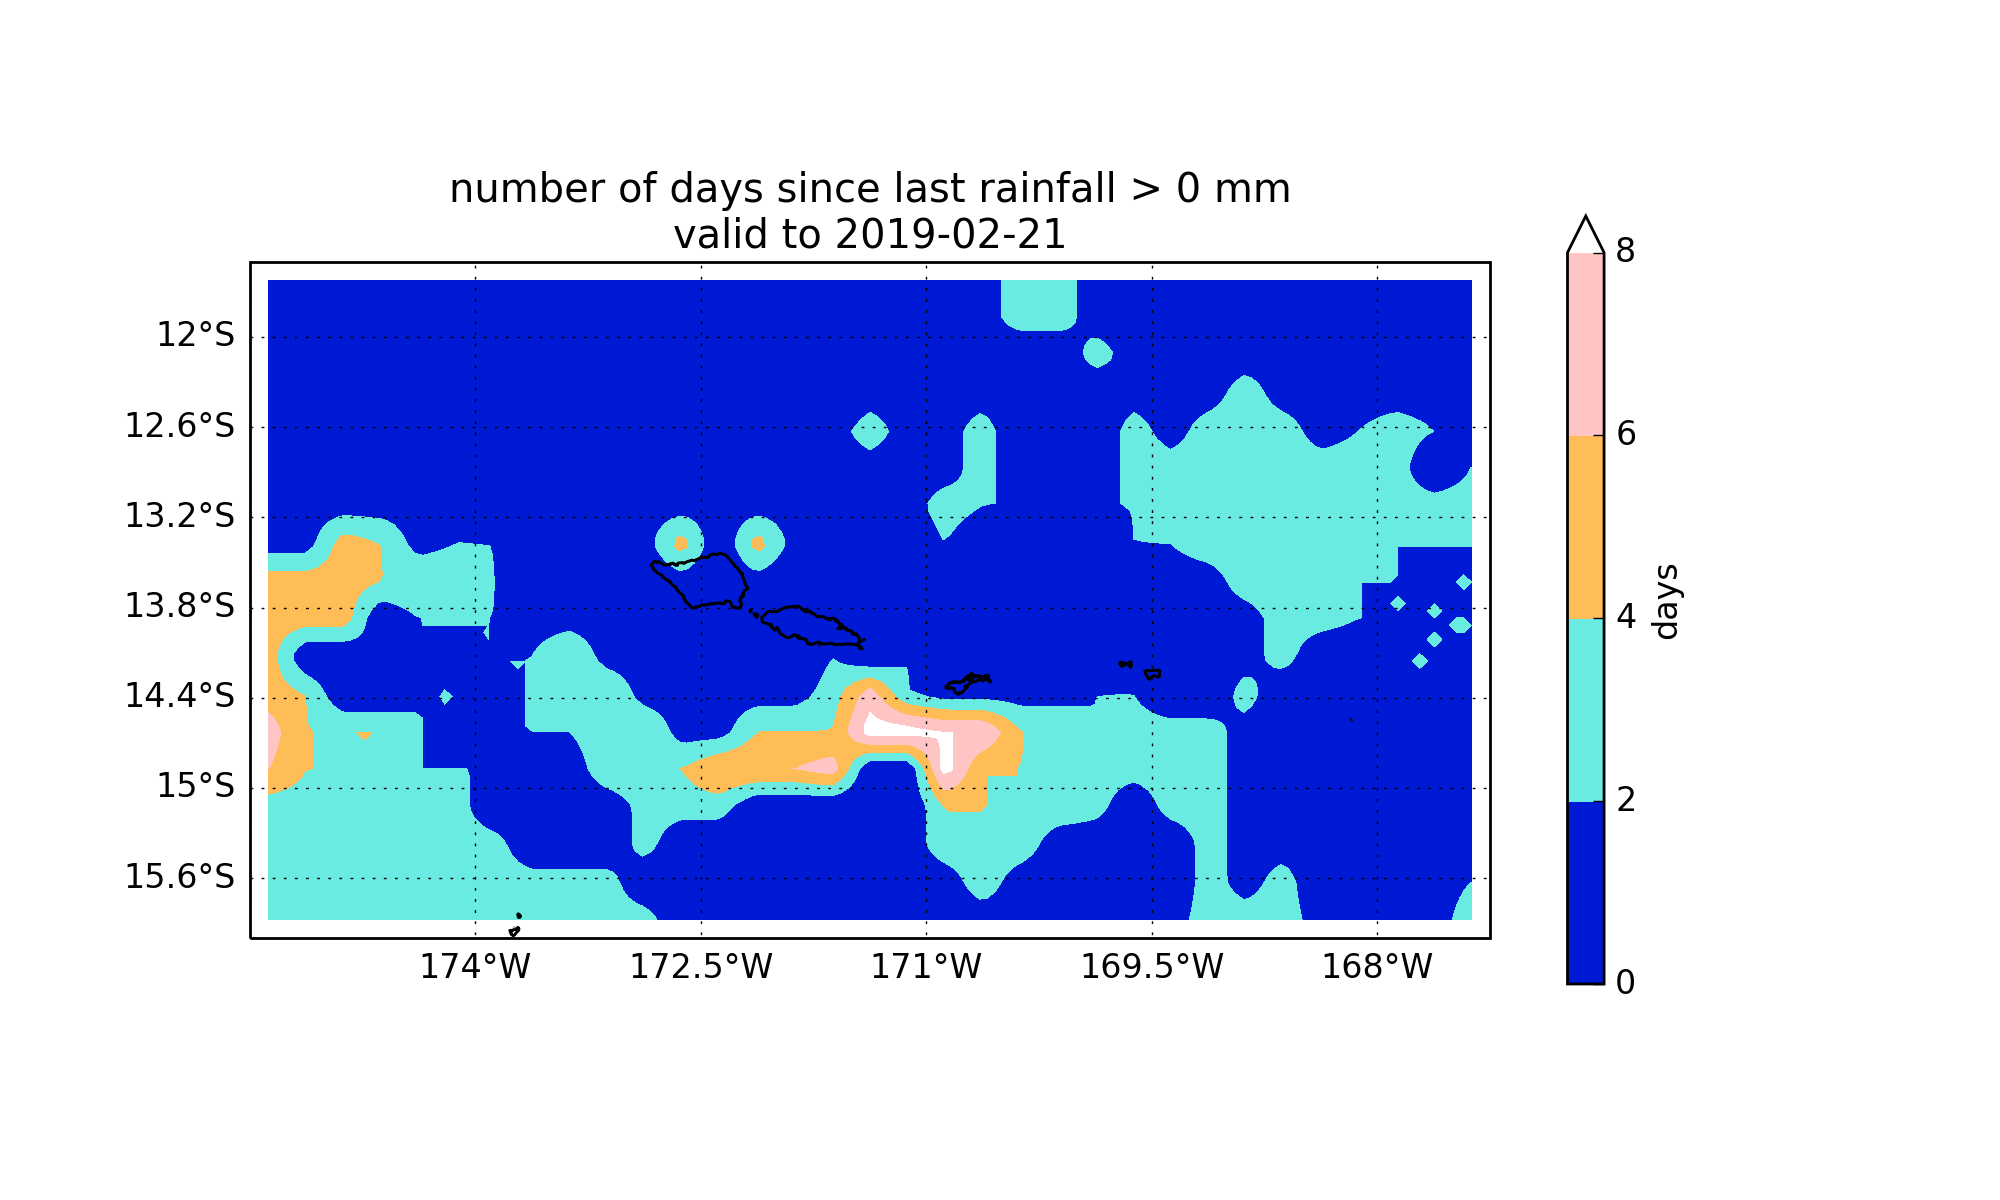 number of days since last rainfall > 0 mm
valid to 2019-02-21
12°S
12.6°S
13.2°S
13.8°S
14.4°S
15°S
15.6°S
174°W
172.5°W
171°W
169.5°W
168°W
8
6
4
2
0
days